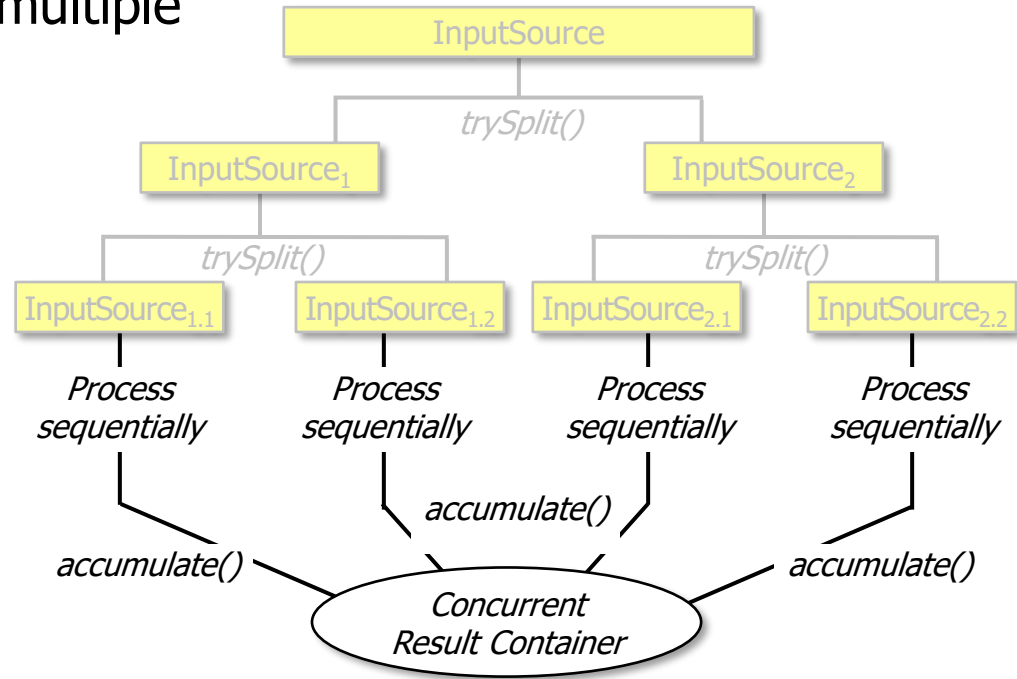 multiple
InputSource
trySplit()
InputSource₁ InputSource₂
trySplit() trySplit()
InputSource₁.₁ InputSource₁.₂ InputSource₂.₁ InputSource₂.₂
Process Process Process Process
sequentially sequentially sequentially sequentially
accumulate()
accumulate() accumulate()
Concurrent
Result Container